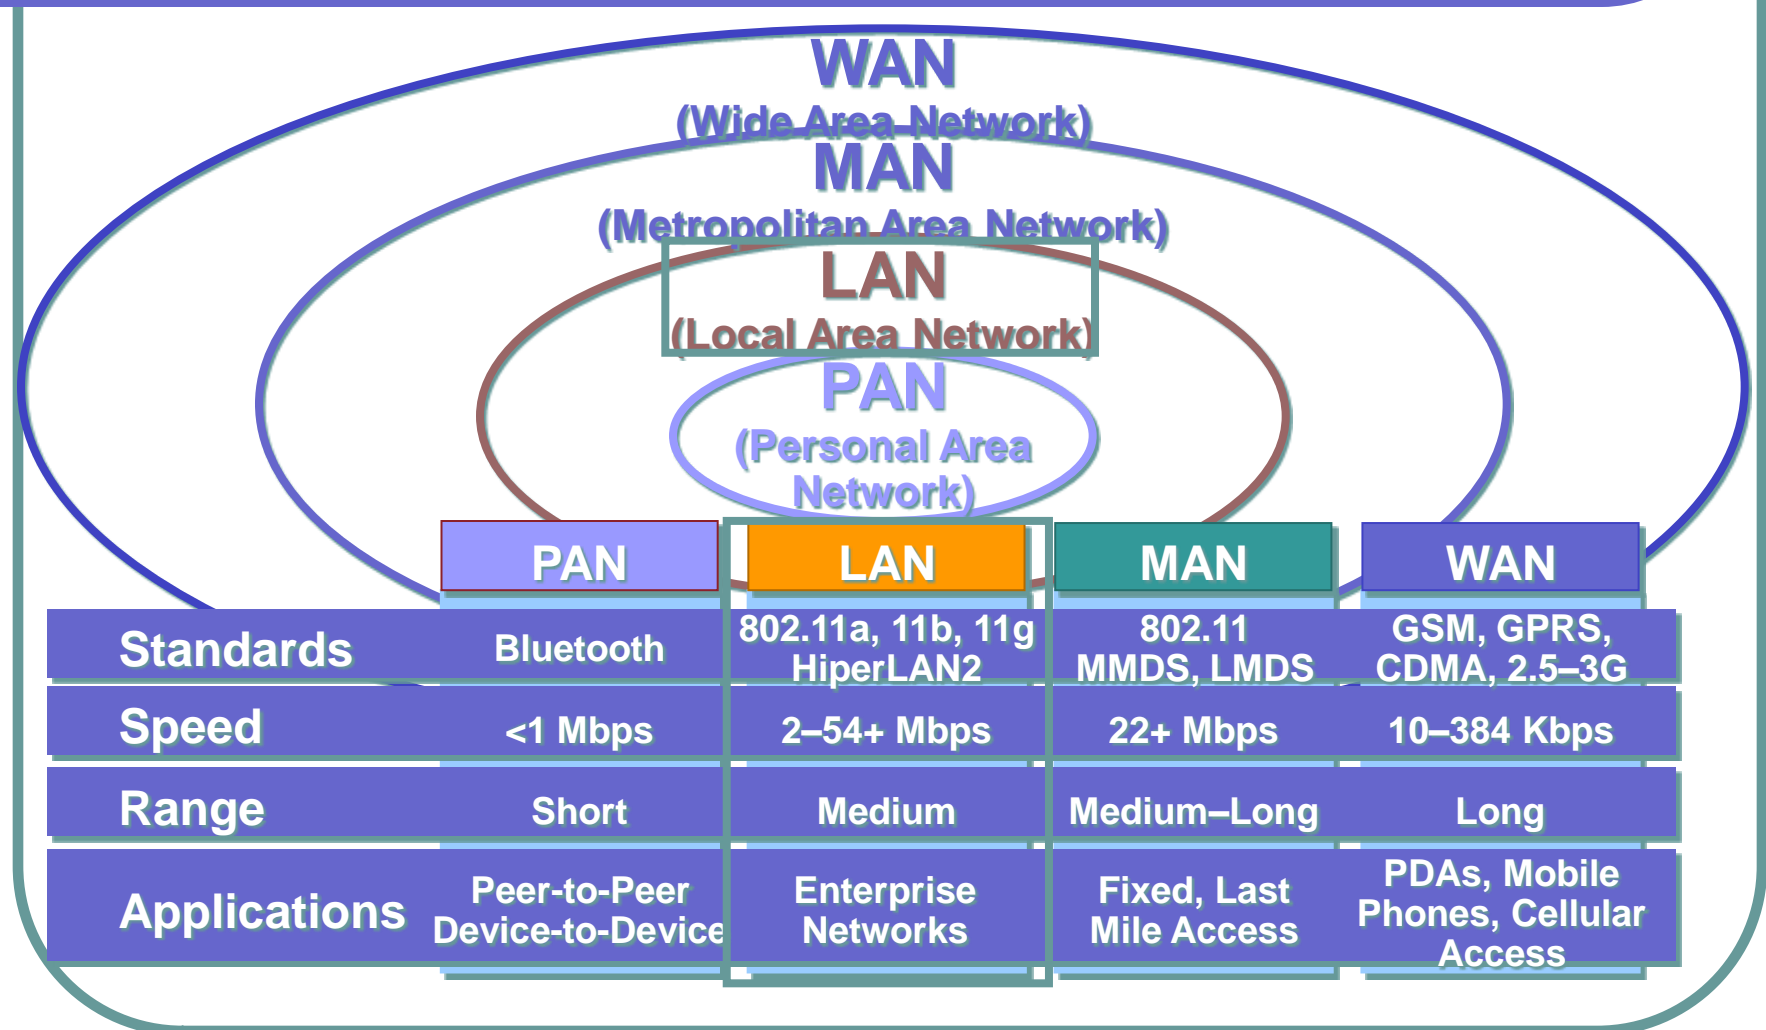 WAN
(Wide Area Network)
MAN
(Metropolitan Area Network)
LAN
(Local Area Network)
PAN
(Personal Area
Network)
PAN LAN MAN WAN
Standards
Bluetooth
802.11a, 11b, 11g
HiperLAN2
802.11
MMDS, LMDS
GSM, GPRS,
CDMA, 2.5–3G
Speed
<1 Mbps
2–54+ Mbps
22+ Mbps
10–384 Kbps
Range
Short
Medium
Medium–Long
Long
Applications
Peer-to-Peer
Device-to-Device
Enterprise
Networks
Fixed, Last
Mile Access
PDAs, Mobile
Phones, Cellular
Access